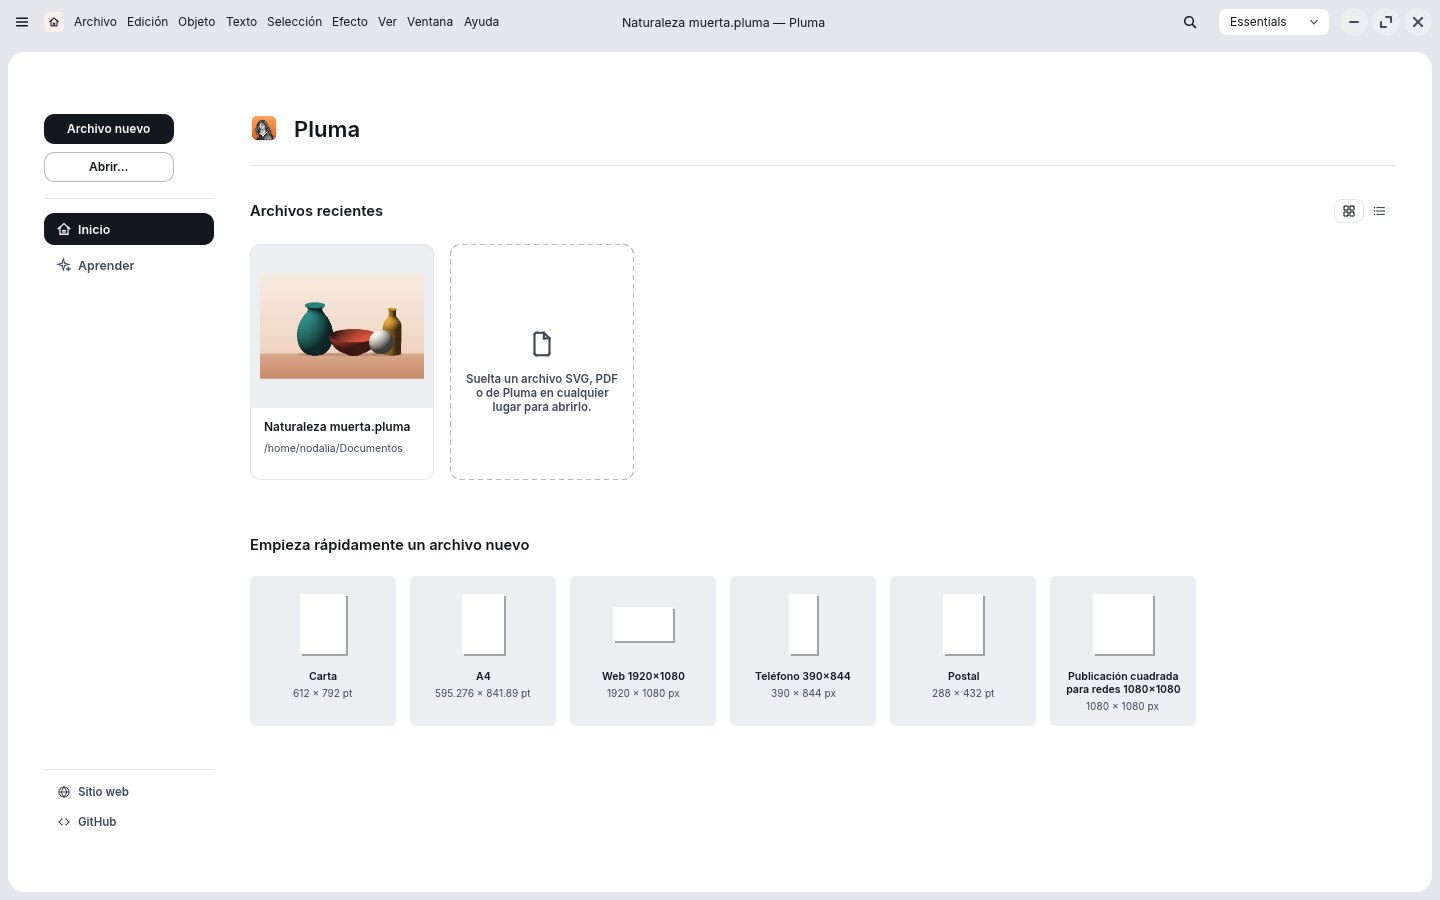 Archivo Edición Objeto Texto Selección Efecto Ver Ventana Ayuda
Naturaleza muerta.pluma — Pluma
Essentials
Archivo nuevo
Abrir...
Inicio
Aprender
Pluma
Archivos recientes
Naturaleza muerta.pluma
/home/nodalia/Documentos
Suelta un archivo SVG, PDF
o de Pluma en cualquier
lugar para abrirlo.
Empieza rápidamente un archivo nuevo
Carta
612 × 792 pt
A4
595.276 × 841.89 pt
Web 1920×1080
1920 × 1080 px
Teléfono 390×844
390 × 844 px
Postal
288 × 432 pt
Publicación cuadrada
para redes 1080×1080
1080 × 1080 px
Sitio web
GitHub